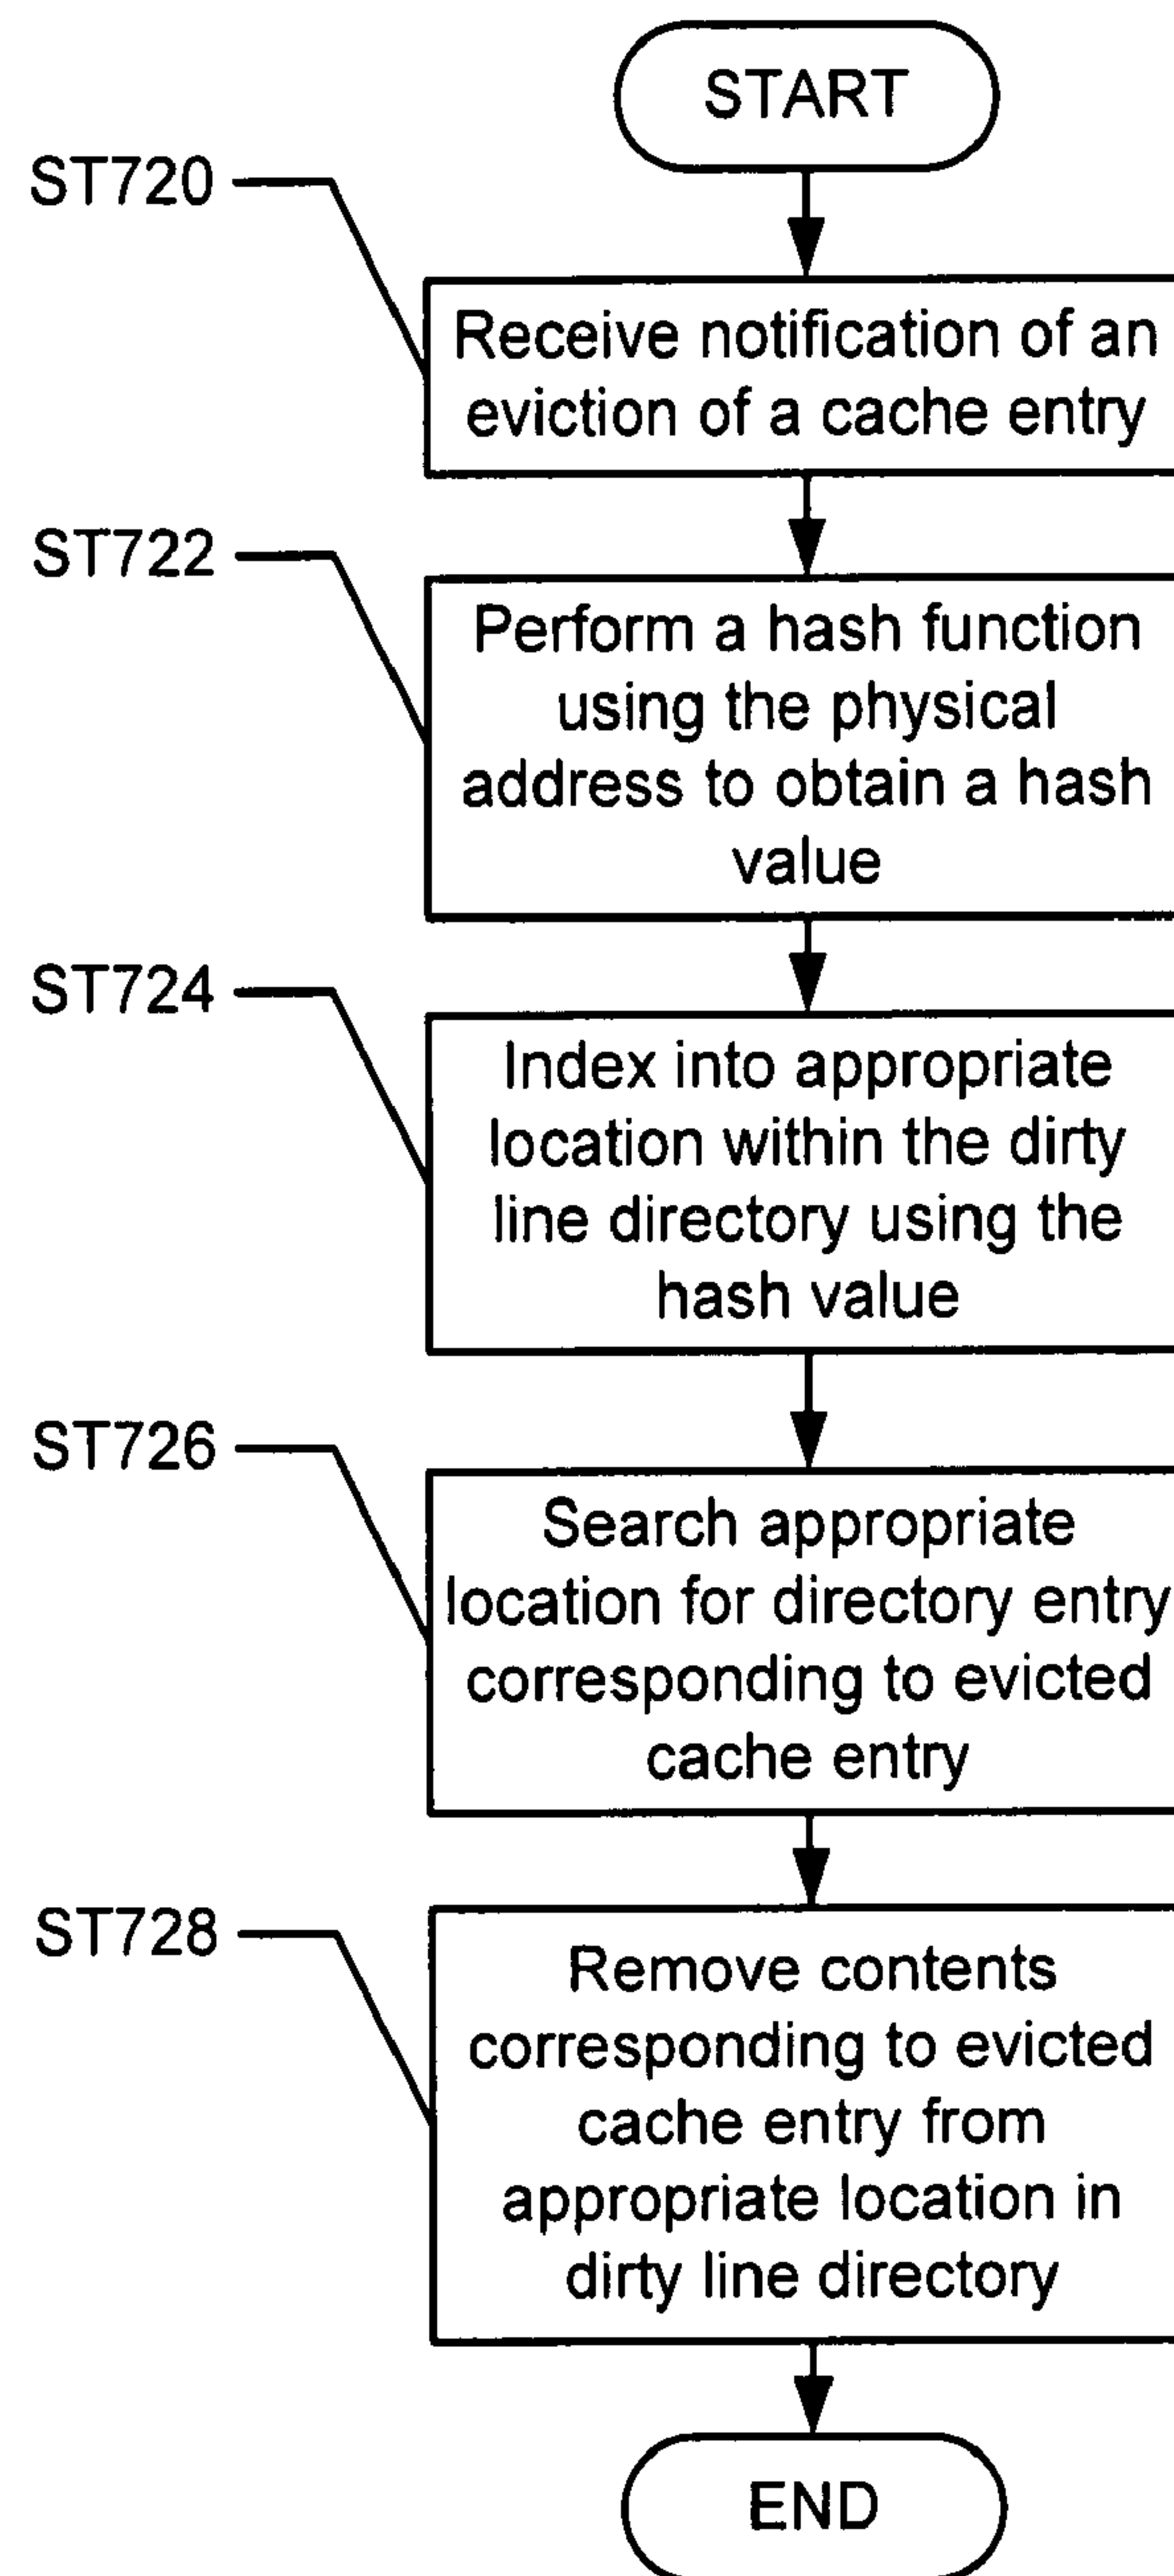 START
ST720
Receive notification of an
eviction of a cache entry
ST722
Perform a hash function
using the physical
address to obtain a hash
value
ST724
Index into appropriate
location within the dirty
line directory using the
hash value
ST726
Search appropriate
location for directory entry
corresponding to evicted
cache entry
ST728
Remove contents
corresponding to evicted
cache entry from
appropriate location in
dirty line directory
END